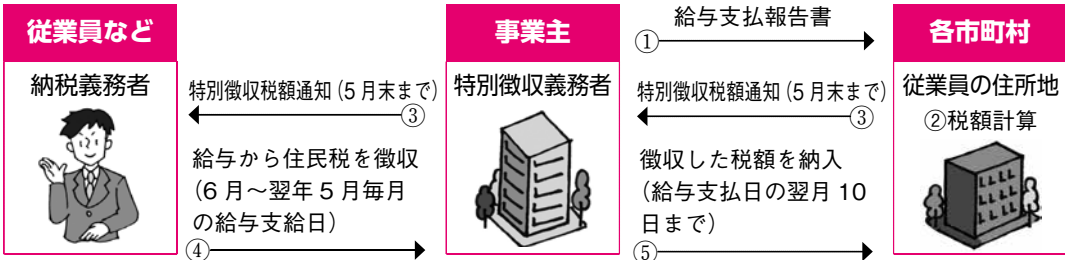 従業員など
納税義務者
特別徴収税額通知(5月末まで)
③
給与から住民税を徴収
(6月~翌年5月毎月
の給与支給日)
④
事業主
特別徴収義務者
給与支払報告書
①
特別徴収税額通知(5月末まで)
③
徴収した税額を納入
(給与支払日の翌月10
日まで)
⑤
各市町村
従業員の住所地
②税額計算